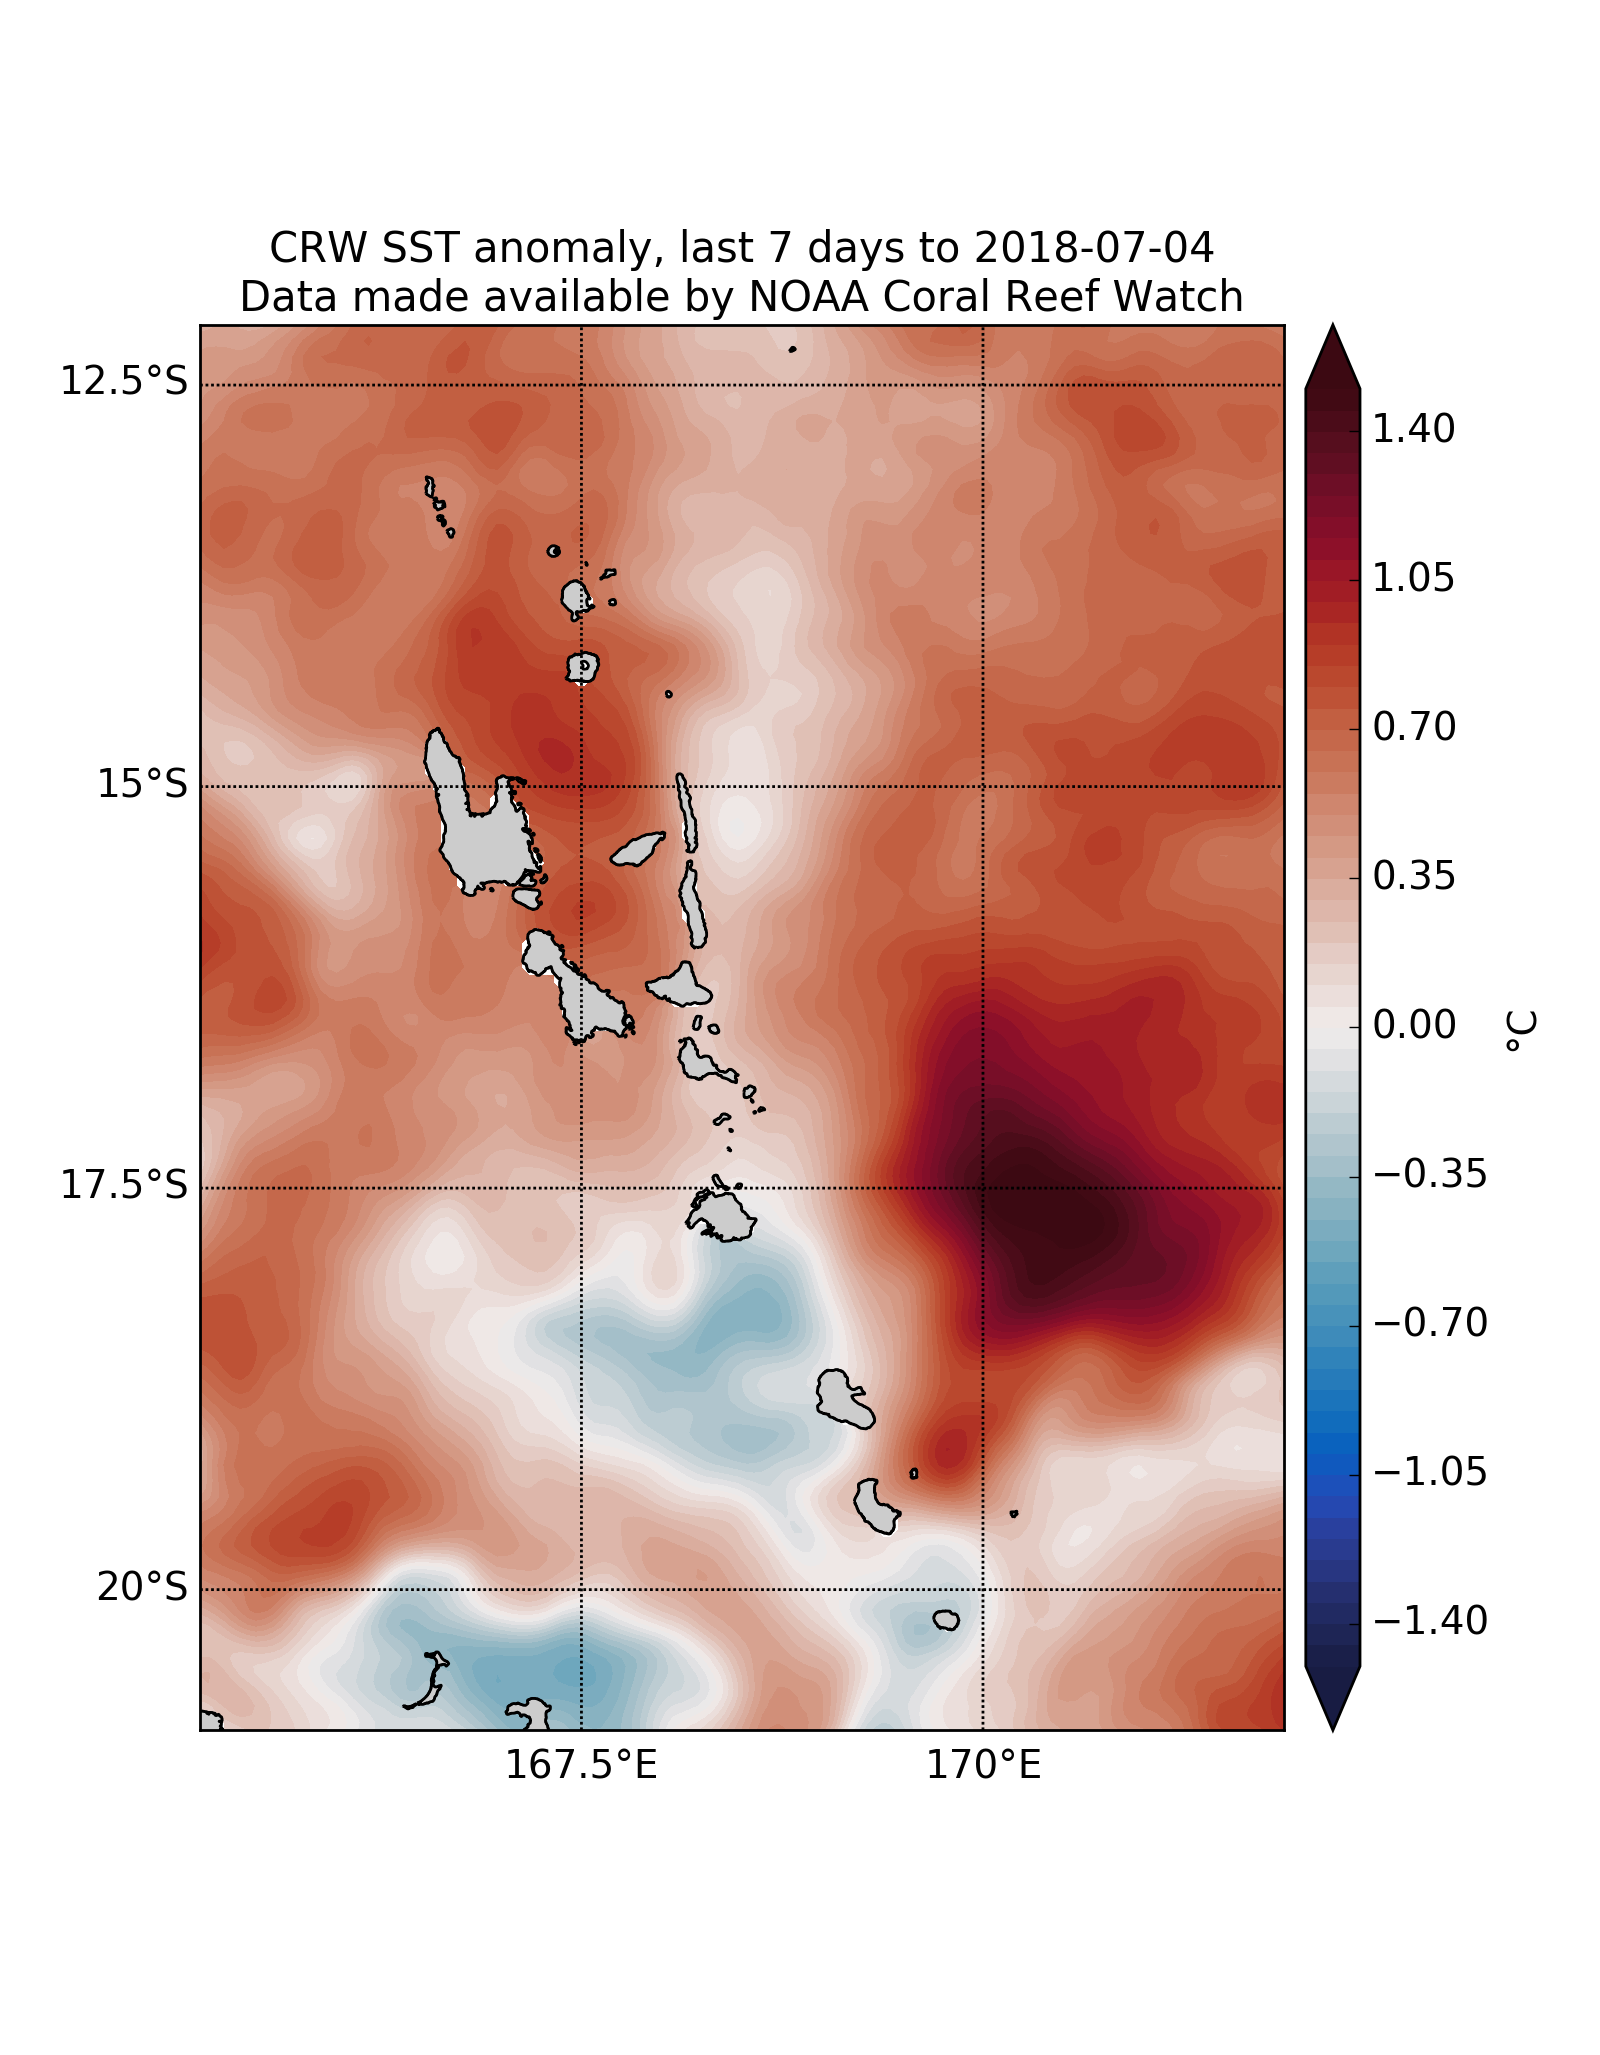 CRW SST anomaly, last 7 days to 2018-07-04
Data made available by NOAA Coral Reef Watch
12.5°S
15°S
17.5°S
20°S
167.5°E
170°E
1.40
1.05
0.70
0.35
0.00
−0.35
−0.70
−1.05
−1.40
°C